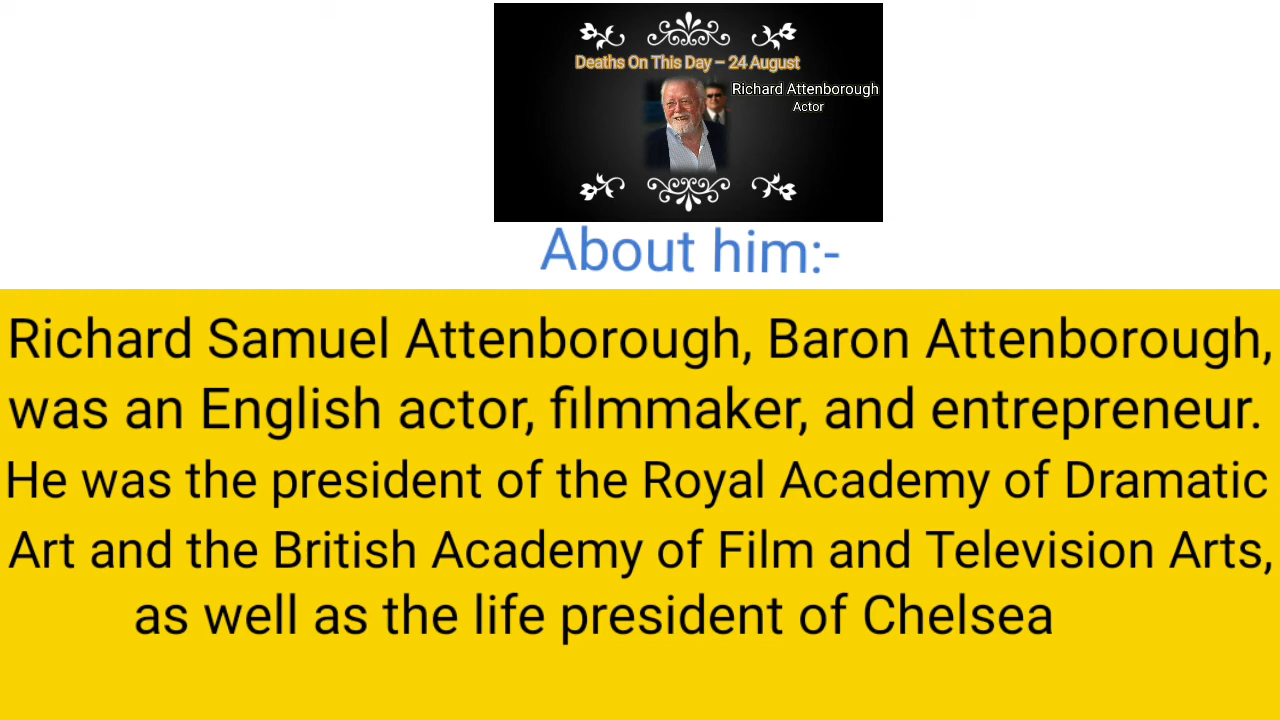 Deaths On This Day – 24 August
Richard Attenborough
Actor
About him:-
Richard Samuel Attenborough, Baron Attenborough,
was an English actor, filmmaker, and entrepreneur.
He was the president of the Royal Academy of Dramatic
Art and the British Academy of Film and Television Arts,
as well as the life president of Chelsea